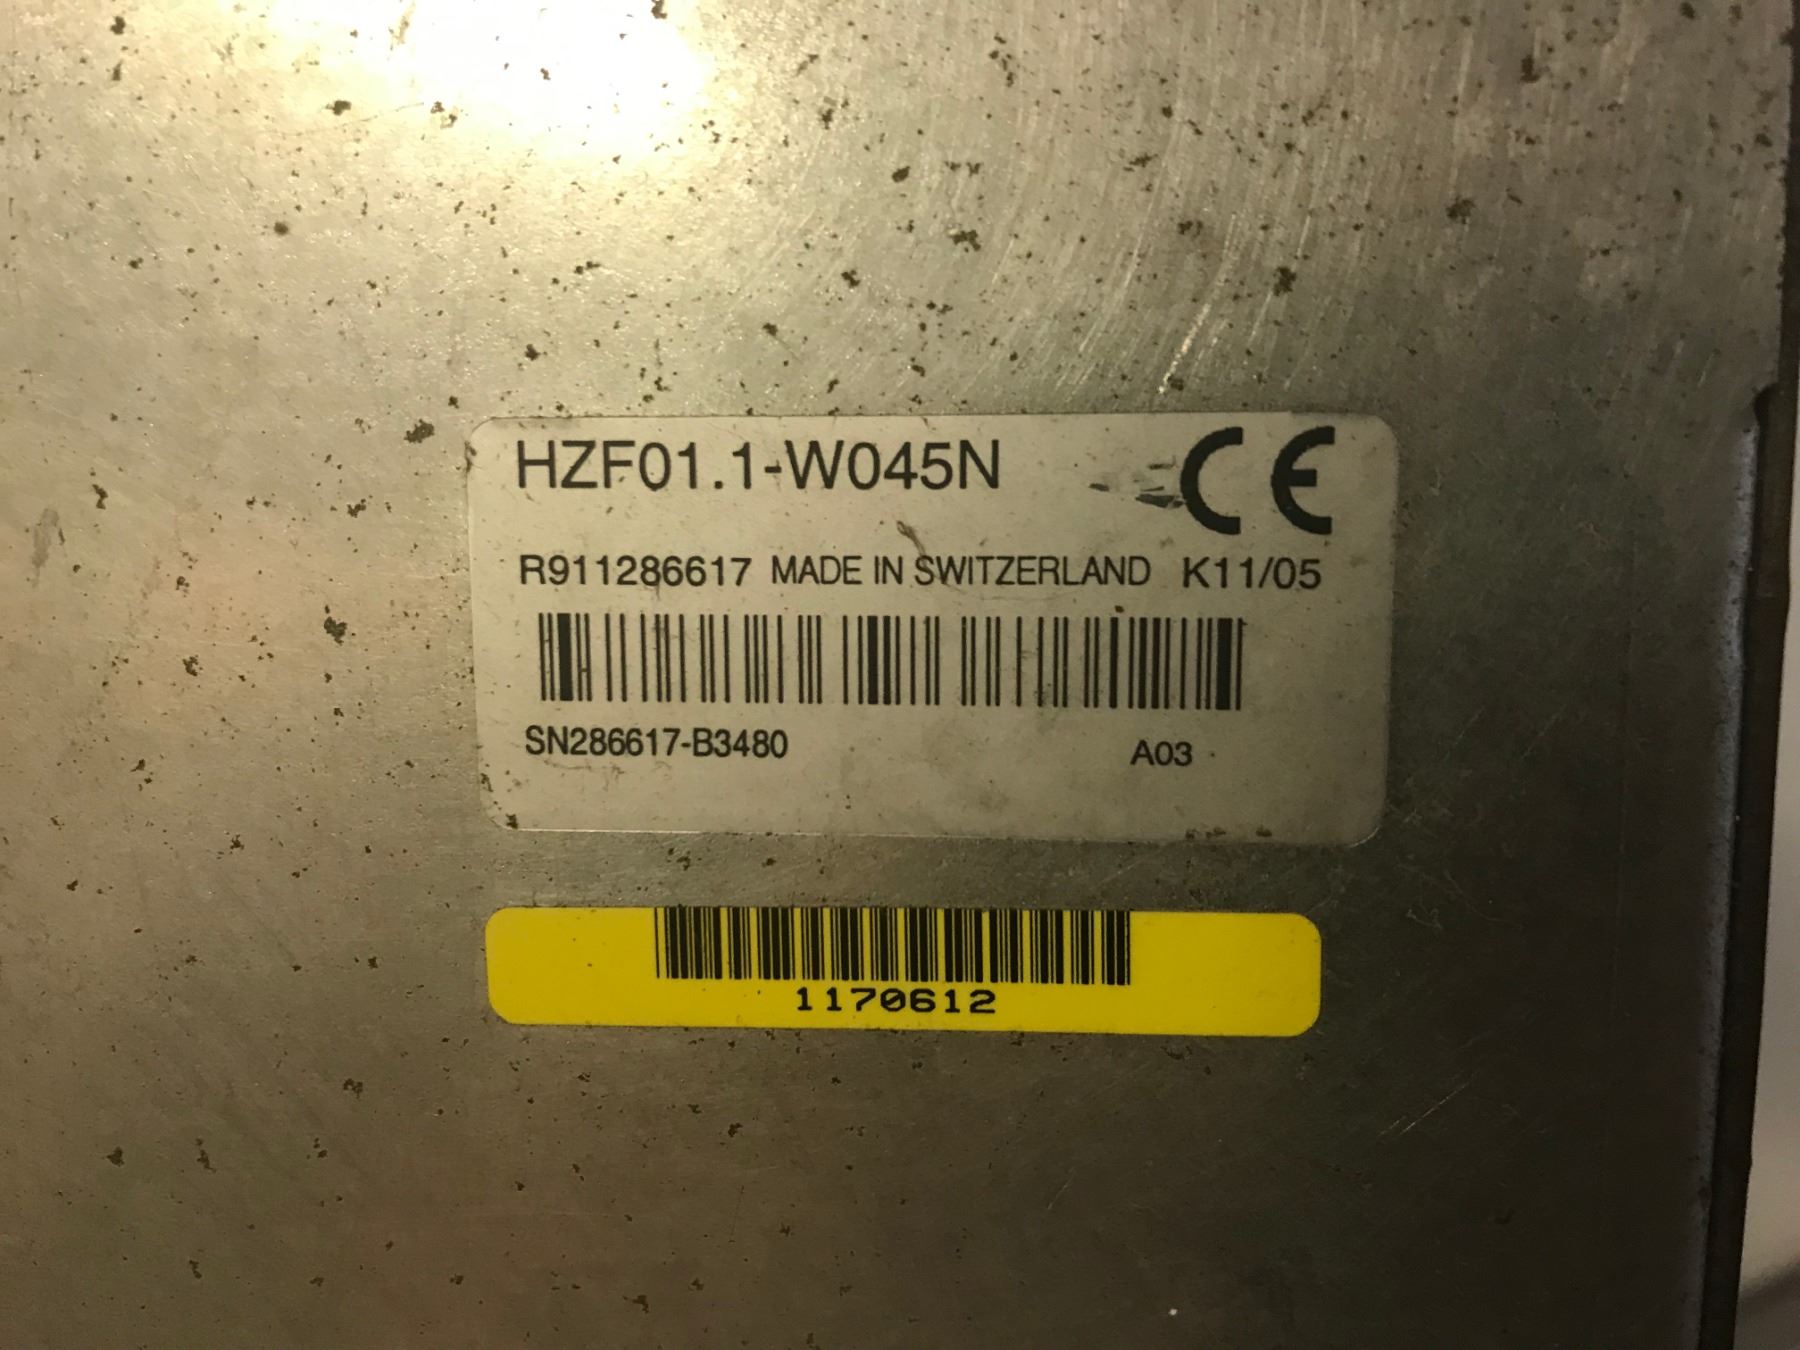 HZF01.1-W045N CE
R911286617 MADE IN SWITZERLAND K11/05
SN286617-B3480 A03
1170612